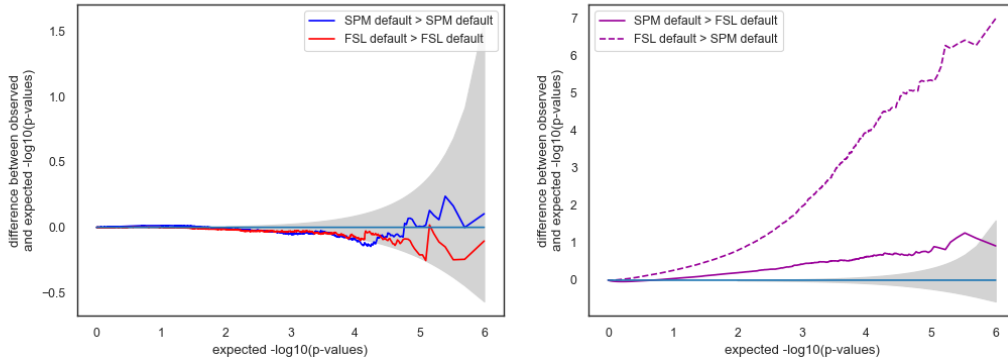 SPM default > SPM default
FSL default > FSL default
1.5
1.0
0.5
0.0
−0.5
difference between observed
and expected -log10(p-values)
0 1 2 3 4 5 6
expected -log10(p-values)
SPM default > FSL default
FSL default > SPM default
7
6
5
4
3
2
1
0
−1
difference between observed
and expected -log10(p-values)
0 1 2 3 4 5 6
expected -log10(p-values)